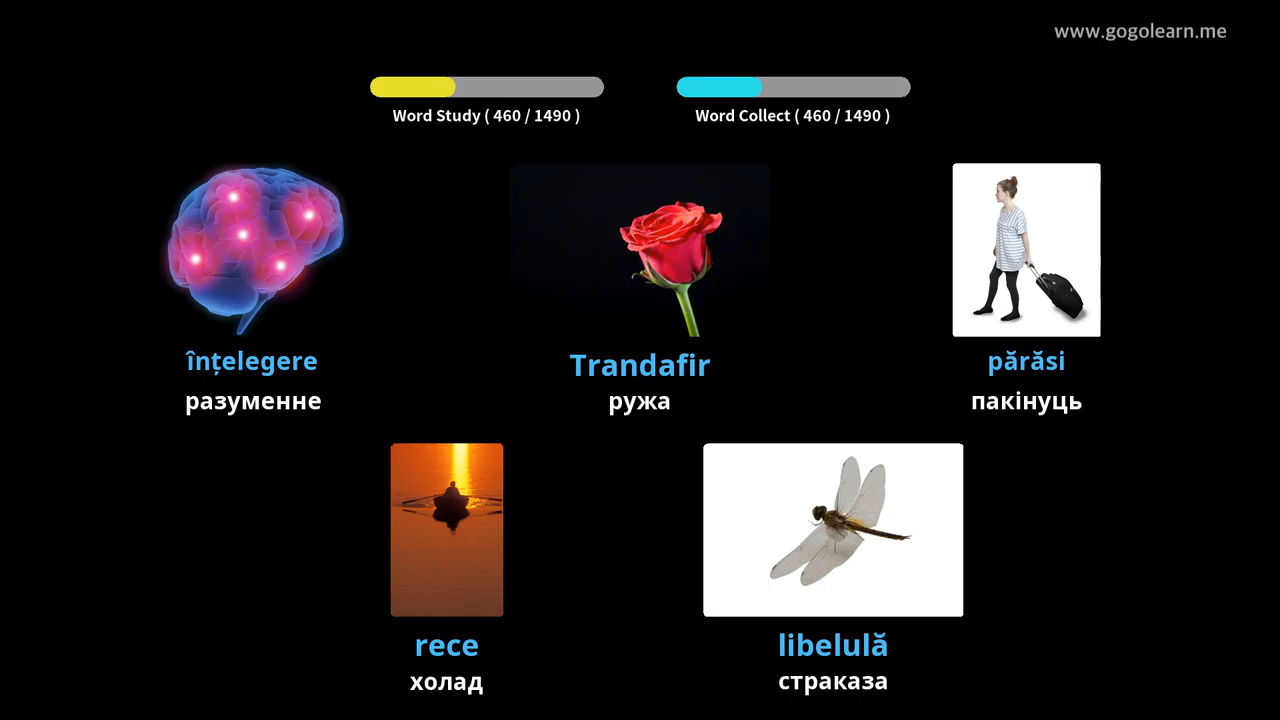 www.gogolearn.me
Word Study ( 460 / 1490 )
Word Collect ( 460 / 1490 )
înțelegere
разуменне
Trandafir
ружа
părăsi
пакінуць
rece
холад
libelulă
страказа